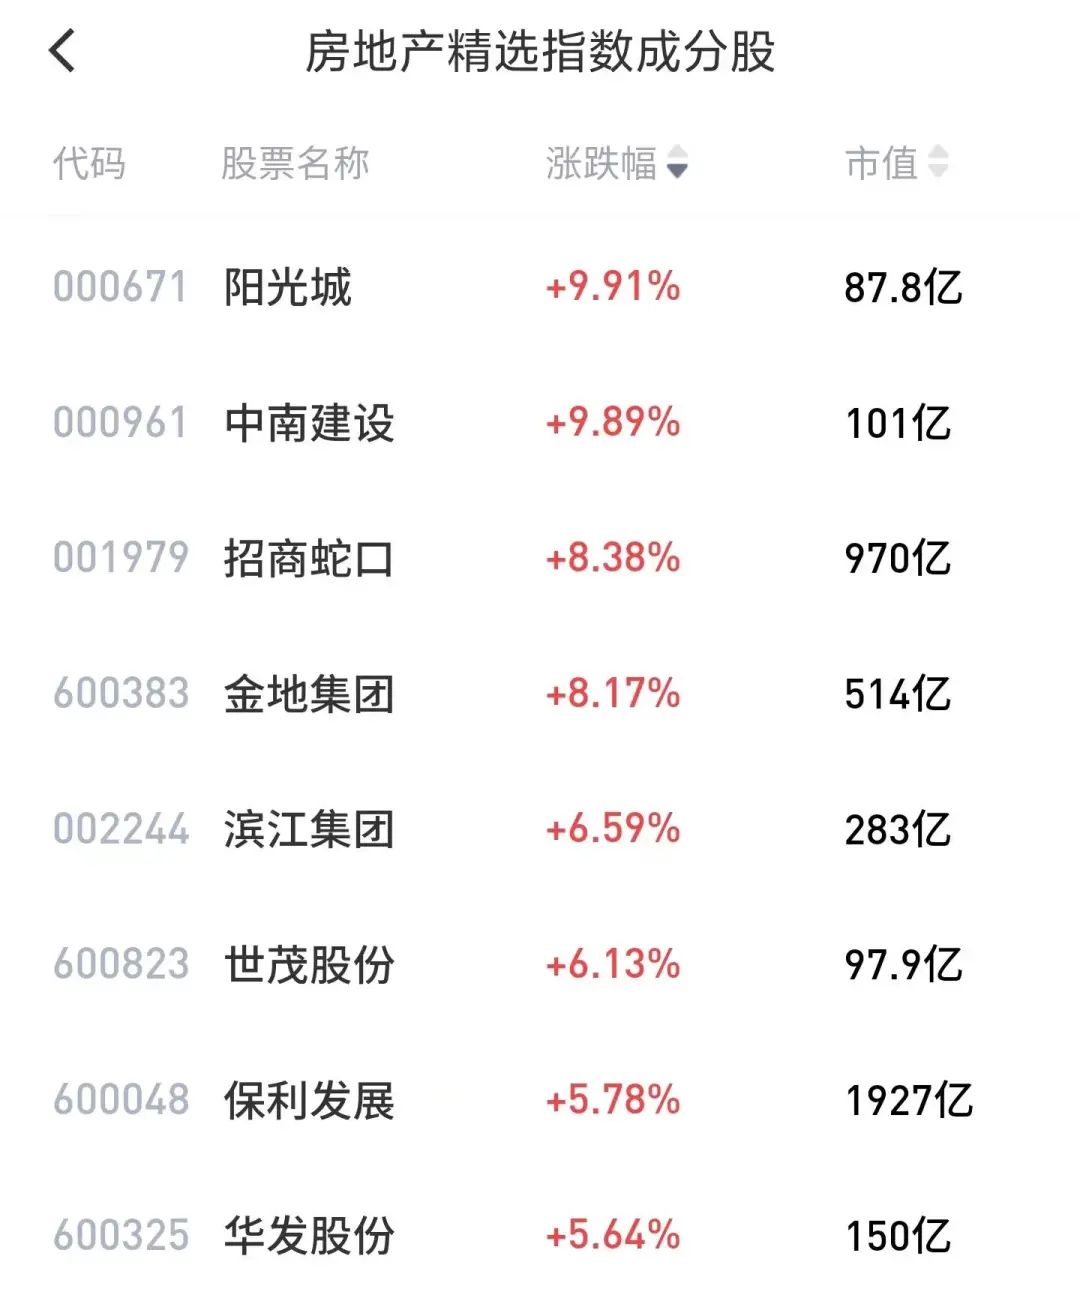 房地产精选指数成分股
代码 股票名称 涨跌幅 市值
000671 阳光城 +9.91% 87.8亿
000961 中南建设 +9.89% 101亿
001979 招商蛇口 +8.38% 970亿
600383 金地集团 +8.17% 514亿
002244 滨江集团 +6.59% 283亿
600823 世茂股份 +6.13% 97.9亿
600048 保利发展 +5.78% 1927亿
600325 华发股份 +5.64% 150亿